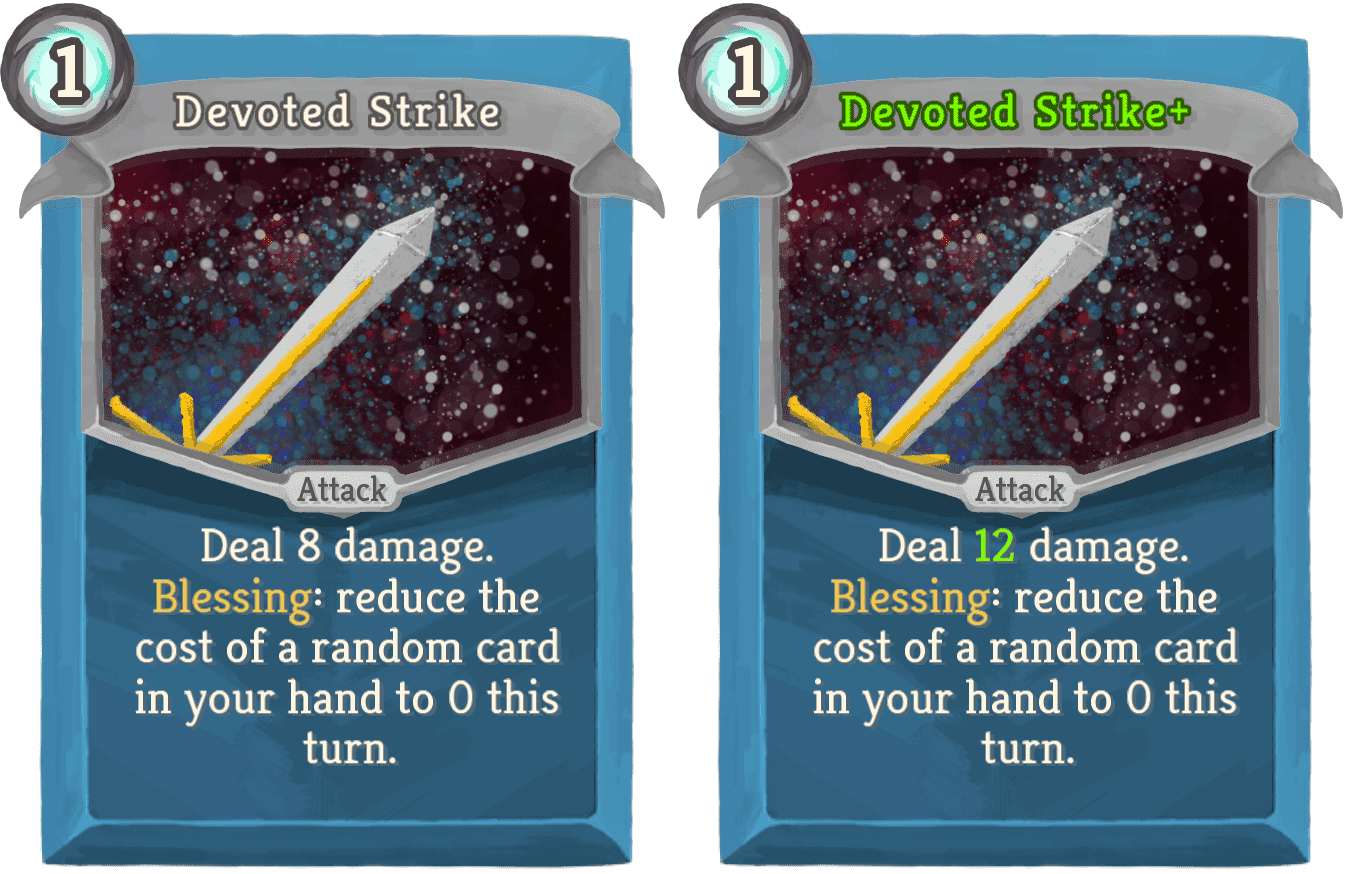 1
Devoted Strike
Attack
Deal 8 damage.
Blessing: reduce the
cost of a random card
in your hand to 0 this
turn.
1
Devoted Strike+
Attack
Deal 12 damage.
Blessing: reduce the
cost of a random card
in your hand to 0 this
turn.